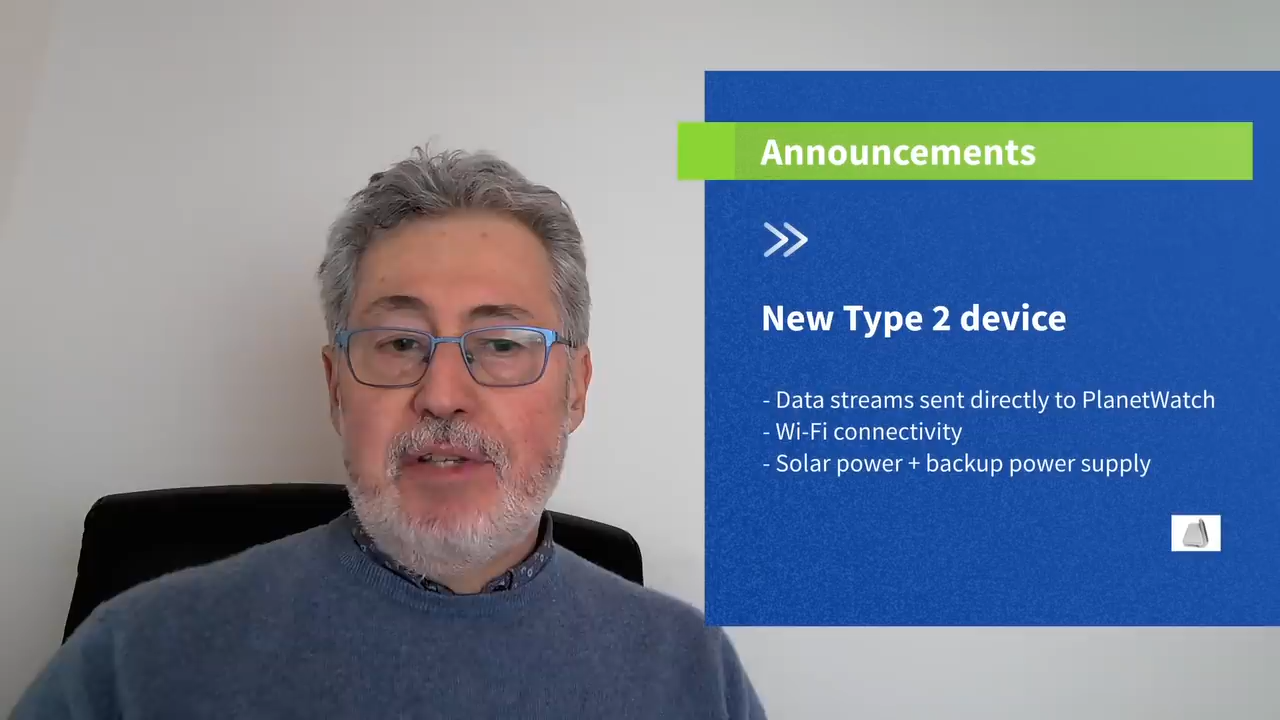 Announcements
New Type 2 device
- Data streams sent directly to PlanetWatch
- Wi-Fi connectivity
- Solar power + backup power supply